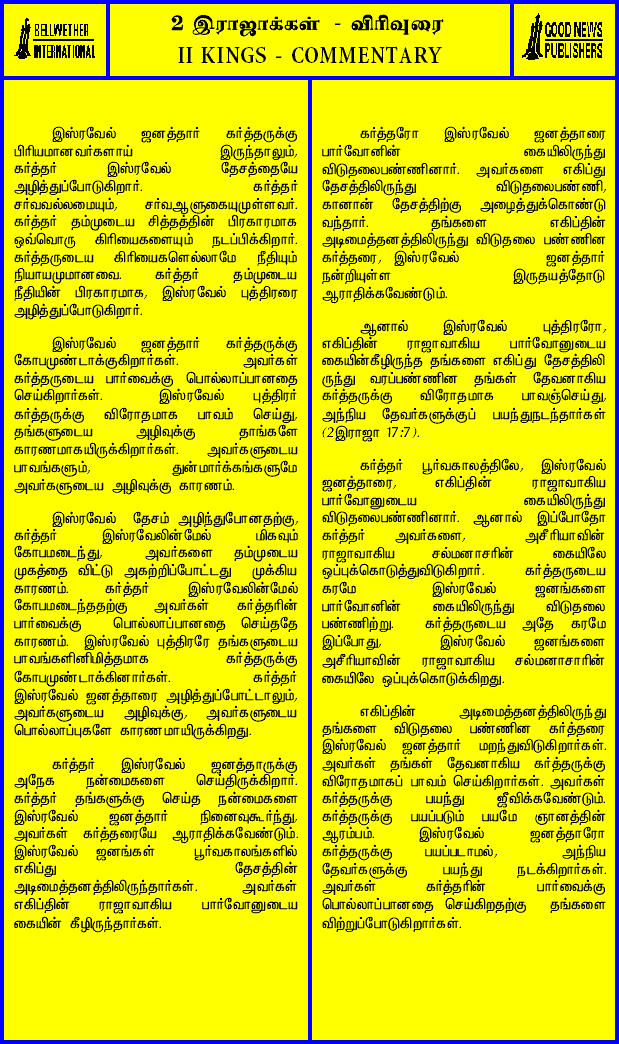 BELLWETHER
INTERNATIONAL
2 இராஜாக்கள் - விரிவுரை
II KINGS - COMMENTARY
GOOD NEWS
PUBLISHERS
இஸ்ரவேல் ஜனத்தார் கர்த்தருக்கு
பிரியமானவர்களாய் இருந்தாலும்,
கர்த்தர் இஸ்ரவேல் தேசத்தையே
அழித்துப்போடுகிறார். கர்த்தர்
சர்வவல்லமையும், சர்வஆளுகையுமுள்ளவர்.
கர்த்தர் தம்முடைய சித்தத்தின் பிரகாரமாக
ஒவ்வொரு கிரியைகளையும் நடப்பிக்கிறார்.
கர்த்தருடைய கிரியைகளெல்லாமே நீதியும்
நியாயமுமானவை. கர்த்தர் தம்முடைய
நீதியின் பிரகாரமாக, இஸ்ரவேல் புத்திரரை
அழித்துப்போடுகிறார்.
இஸ்ரவேல் ஜனத்தார் கர்த்தருக்கு
கோபமுண்டாக்குகிறார்கள். அவர்கள்
கர்த்தருடைய பார்வைக்கு பொல்லாப்பானதை
செய்கிறார்கள். இஸ்ரவேல் புத்திரர்
கர்த்தருக்கு விரோதமாக பாவம் செய்து,
தங்களுடைய அழிவுக்கு தாங்களே
காரணமாகயிருக்கிறார்கள். அவர்களுடைய
பாவங்களும், துன்மார்க்கங்களுமே
அவர்களுடைய அழிவுக்கு காரணம்.
இஸ்ரவேல் தேசம் அழிந்துபோனதற்கு,
கர்த்தர் இஸ்ரவேலின்மேல் மிகவும்
கோபமடைந்து, அவர்களை தம்முடைய
முகத்தை விட்டு அகற்றிப்போட்டது முக்கிய
காரணம். கர்த்தர் இஸ்ரவேலின்மேல்
கோபமடைந்ததற்கு அவர்கள் கர்த்தரின்
பார்வைக்கு பொல்லாப்பானதை செய்ததே
காரணம். இஸ்ரவேல் புத்திரரே தங்களுடைய
பாவங்களினிமித்தமாக கர்த்தருக்கு
கோபமுண்டாக்கினார்கள். கர்த்தர்
இஸ்ரவேல் ஜனத்தாரை அழித்துப்போட்டாலும்,
அவர்களுடைய அழிவுக்கு, அவர்களுடைய
பொல்லாப்புகளே காரணமாயிருக்கிறது.
கர்த்தர் இஸ்ரவேல் ஜனத்தாருக்கு
அநேக நன்மைகளை செய்திருக்கிறார்.
கர்த்தர் தங்களுக்கு செய்த நன்மைகளை
இஸ்ரவேல் ஜனத்தார் நினைவுகூர்ந்து,
அவர்கள் கர்த்தரையே ஆராதிக்கவேண்டும்.
இஸ்ரவேல் ஜனங்கள் பூர்வகாலங்களில்
எகிப்து தேசத்தின்
அடிமைத்தனத்திலிருந்தார்கள். அவர்கள்
எகிப்தின் ராஜாவாகிய பார்வோனுடைய
கையின் கீழிருந்தார்கள்.
கர்த்தரோ இஸ்ரவேல் ஜனத்தாரை
பார்வோனின் கையிலிருந்து
விடுதலைபண்ணினார். அவர்களை எகிப்து
தேசத்திலிருந்து விடுதலைபண்ணி,
கானான் தேசத்திற்கு அழைத்துக்கொண்டு
வந்தார். தங்களை எகிப்தின்
அடிமைத்தனத்திலிருந்து விடுதலை பண்ணின
கர்த்தரை, இஸ்ரவேல் ஜனத்தார்
நன்றியுள்ள இருதயத்தோடு
ஆராதிக்கவேண்டும்.
ஆனால் இஸ்ரவேல் புத்திரரோ,
எகிப்தின் ராஜாவாகிய பார்வோனுடைய
கையின்கீழிருந்த தங்களை எகிப்து தேசத்திலி
ருந்து வரப்பண்ணின தங்கள் தேவனாகிய
கர்த்தருக்கு விரோதமாக பாவஞ்செய்து,
அந்நிய தேவர்களுக்குப் பயந்துநடந்தார்கள்
(2இராஜா 17:7).
கர்த்தர் பூர்வகாலத்திலே, இஸ்ரவேல்
ஜனத்தாரை, எகிப்தின் ராஜாவாகிய
பார்வோனுடைய கையிலிருந்து
விடுதலைபண்ணினார். ஆனால் இப்போதோ
கர்த்தர் அவர்களை, அசீரியாவின்
ராஜாவாகிய சல்மனாசரின் கையிலே
ஒப்புக்கொடுத்துவிடுகிறார். கர்த்தருடைய
கரமே இஸ்ரவேல் ஜனங்களை
பார்வோனின் கையிலிருந்து விடுதலை
பண்ணிற்று. கர்த்தருடைய அதே கரமே
இப்போது, இஸ்ரவேல் ஜனங்களை
அசீரியாவின் ராஜாவாகிய சல்மனாசாரின்
கையிலே ஒப்புக்கொடுக்கிறது.
எகிப்தின் அடிமைத்தனத்திலிருந்து
தங்களை விடுதலை பண்ணின கர்த்தரை
இஸ்ரவேல் ஜனத்தார் மறந்துவிடுகிறார்கள்.
அவர்கள் தங்கள் தேவனாகிய கர்த்தருக்கு
விரோதமாகப் பாவம் செய்கிறார்கள். அவர்கள்
கர்த்தருக்கு பயந்து ஜீவிக்கவேண்டும்.
கர்த்தருக்கு பயப்படும் பயமே ஞானத்தின்
ஆரம்பம். இஸ்ரவேல் ஜனத்தாரோ
கர்த்தருக்கு பயப்படாமல், அந்நிய
தேவர்களுக்கு பயந்து நடக்கிறார்கள்.
அவர்கள் கர்த்தரின் பார்வைக்கு
பொல்லாப்பானதை செய்கிறதற்கு தங்களை
விற்றுப்போடுகிறார்கள்.